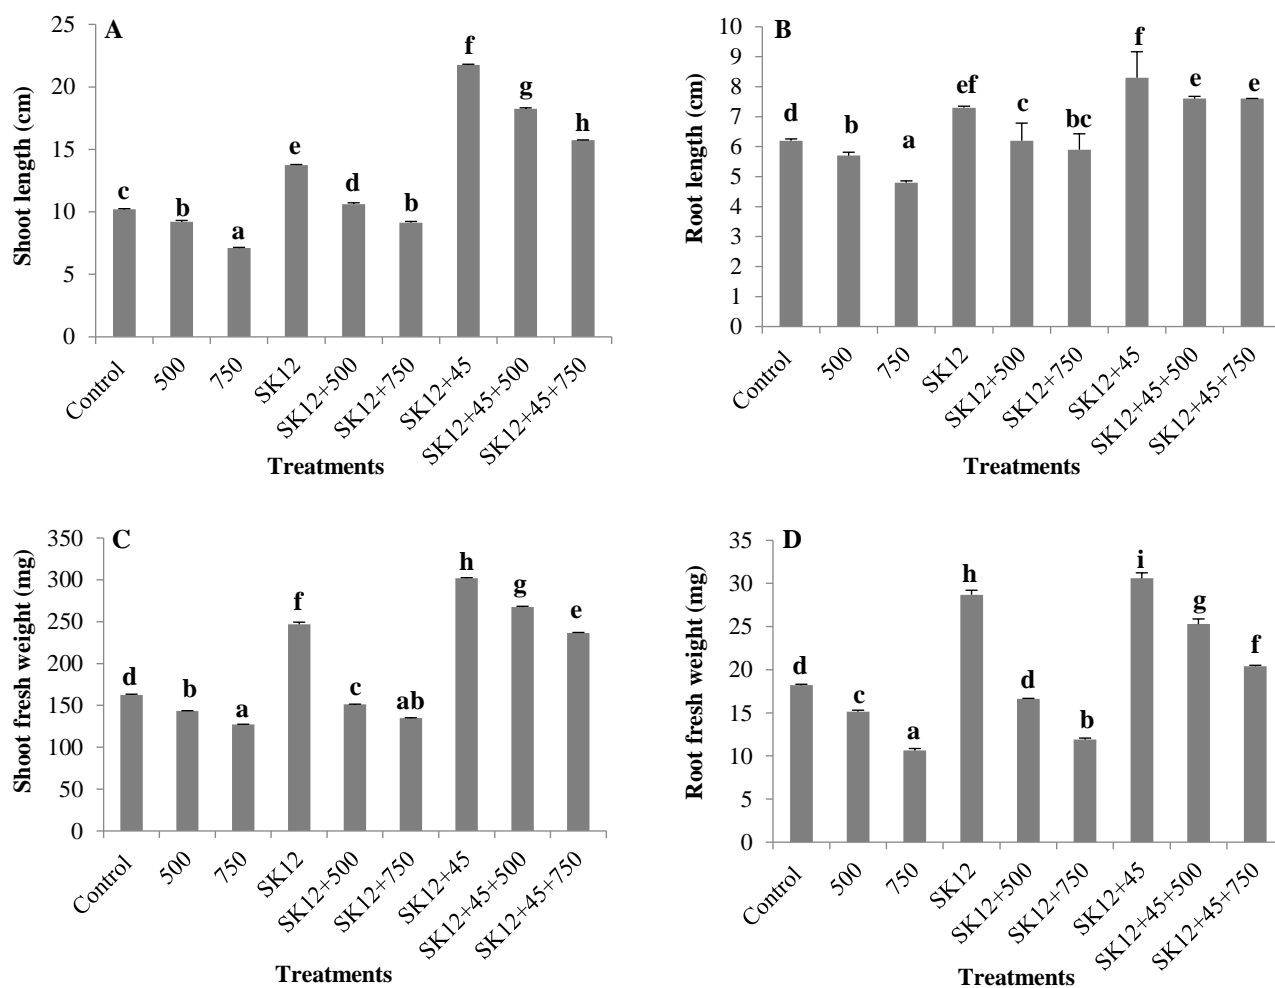 A
Shoot length (cm)
25
20
15
10
5
0
c
b
a
e
d
b
f
g
h
Control
500
750
SK12
SK12+500
SK12+750
SK12+45
SK12+45+500
SK12+45+750
Treatments
B
Root length (cm)
10
9
8
7
6
5
4
3
2
1
0
d
b
a
ef
c
bc
f
e
e
Control
500
750
SK12
SK12+500
SK12+750
SK12+45
SK12+45+500
SK12+45+750
Treatments
C
Shoot fresh weight (mg)
350
300
250
200
150
100
50
0
d
b
a
f
c
ab
h
g
e
Control
500
750
SK12
SK12+500
SK12+750
SK12+45
SK12+45+500
SK12+45+750
Treatments
D
Root fresh weight (mg)
35
30
25
20
15
10
5
0
d
c
a
h
d
b
i
g
f
Control
500
750
SK12
SK12+500
SK12+750
SK12+45
SK12+45+500
SK12+45+750
Treatments